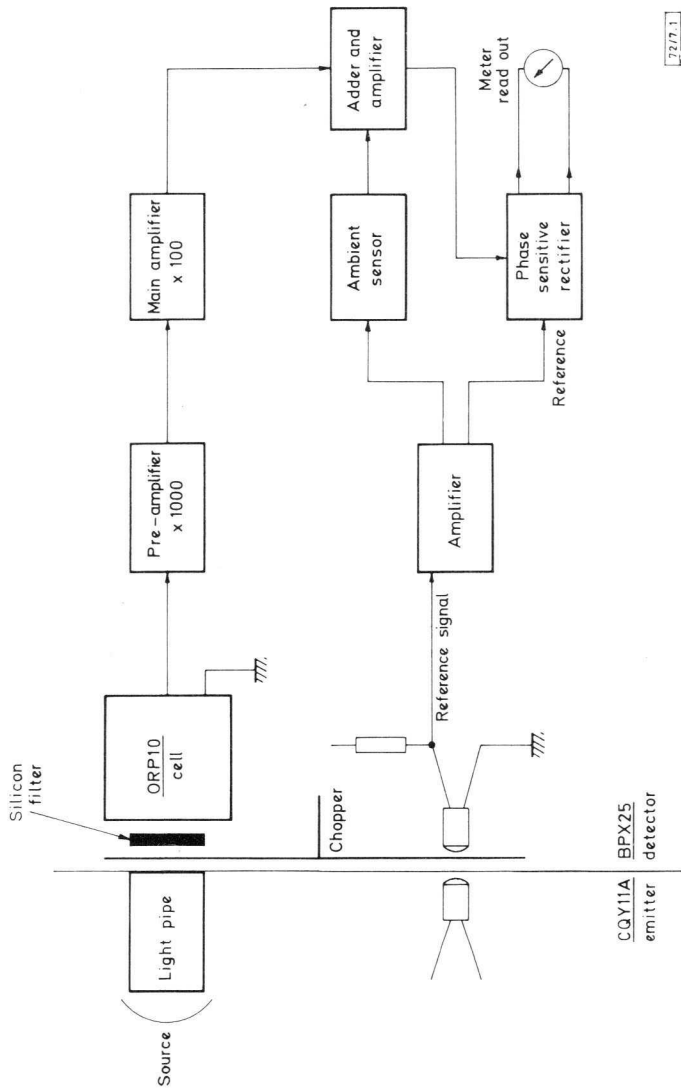 Source
Light pipe
Silicon
filter
ORP10
cell
Pre-amplifier
x 1000
Main amplifier
x 100
Adder and
amplifier
Chopper
CQY11A
emitter
BPX25
detector
Reference signal
Amplifier
Ambient
sensor
Reference
Phase
sensitive
rectifier
Meter
read out
72/7.1